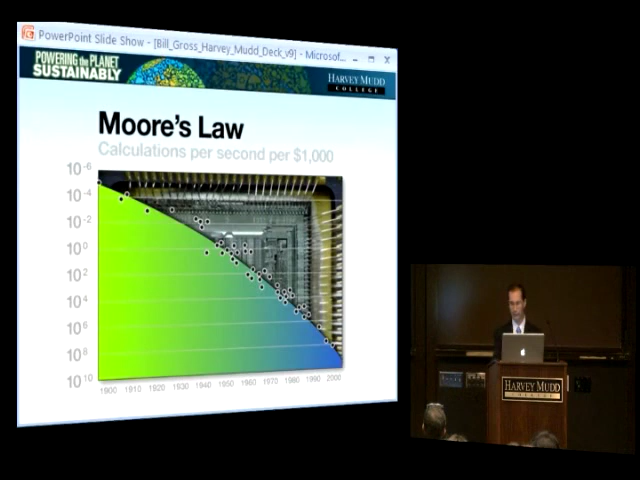 PowerPoint Slide Show - [Bill_Gross_Harvey_Mudd_Deck_v9] - Microsof...
POWERING the PLANET
SUSTAINABLY
HARVEY MUDD
COLLEGE
Moore's Law
Calculations per second per $1,000
10-6
10-4
10-2
100
102
104
106
108
1010
1900 1910 1920 1930 1940 1950 1960 1970 1980 1990 2000
HARVEY MUDD
COLLEGE